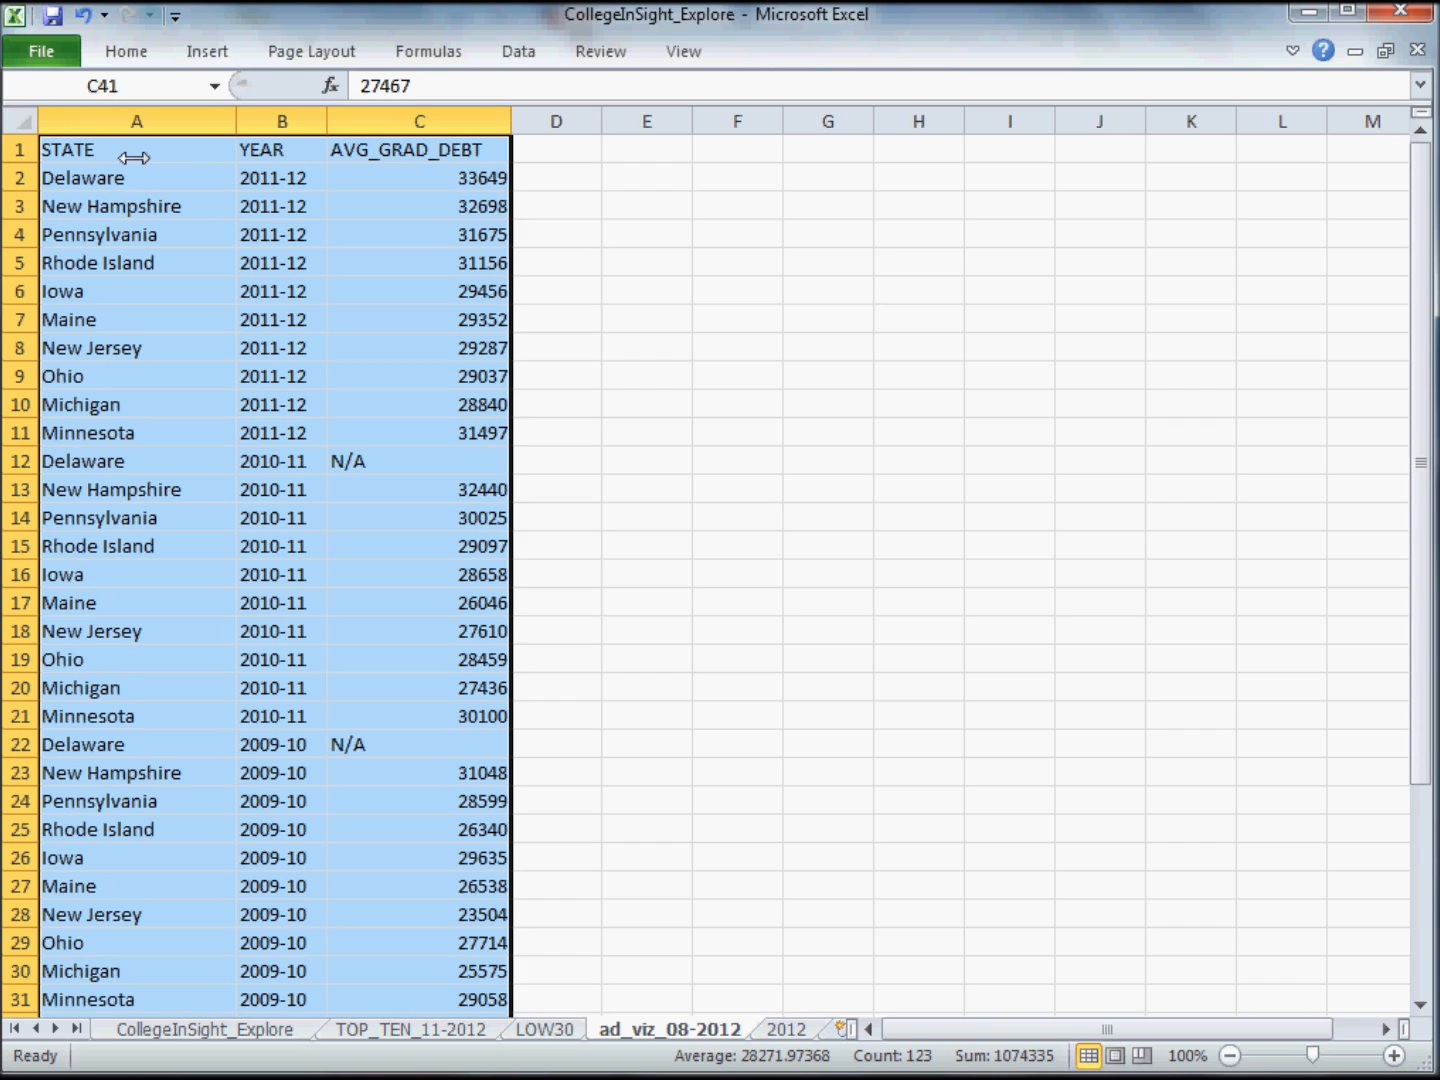 CollegeInSight_Explore - Microsoft Excel
File Home Insert Page Layout Formulas Data Review View
C41 fx 27467
A B C D E F G H I J K L M
1 STATE YEAR AVG_GRAD_DEBT
2 Delaware 2011-12 33649
3 New Hampshire 2011-12 32698
4 Pennsylvania 2011-12 31675
5 Rhode Island 2011-12 31156
6 Iowa 2011-12 29456
7 Maine 2011-12 29352
8 New Jersey 2011-12 29287
9 Ohio 2011-12 29037
10 Michigan 2011-12 28840
11 Minnesota 2011-12 31497
12 Delaware 2010-11 N/A
13 New Hampshire 2010-11 32440
14 Pennsylvania 2010-11 30025
15 Rhode Island 2010-11 29097
16 Iowa 2010-11 28658
17 Maine 2010-11 26046
18 New Jersey 2010-11 27610
19 Ohio 2010-11 28459
20 Michigan 2010-11 27436
21 Minnesota 2010-11 30100
22 Delaware 2009-10 N/A
23 New Hampshire 2009-10 31048
24 Pennsylvania 2009-10 28599
25 Rhode Island 2009-10 26340
26 Iowa 2009-10 29635
27 Maine 2009-10 26538
28 New Jersey 2009-10 23504
29 Ohio 2009-10 27714
30 Michigan 2009-10 25575
31 Minnesota 2009-10 29058
CollegeInSight_Explore TOP_TEN_11-2012 LOW30 ad_viz_08-2012 2012
Ready Average: 28271.97368 Count: 123 Sum: 1074335 100%